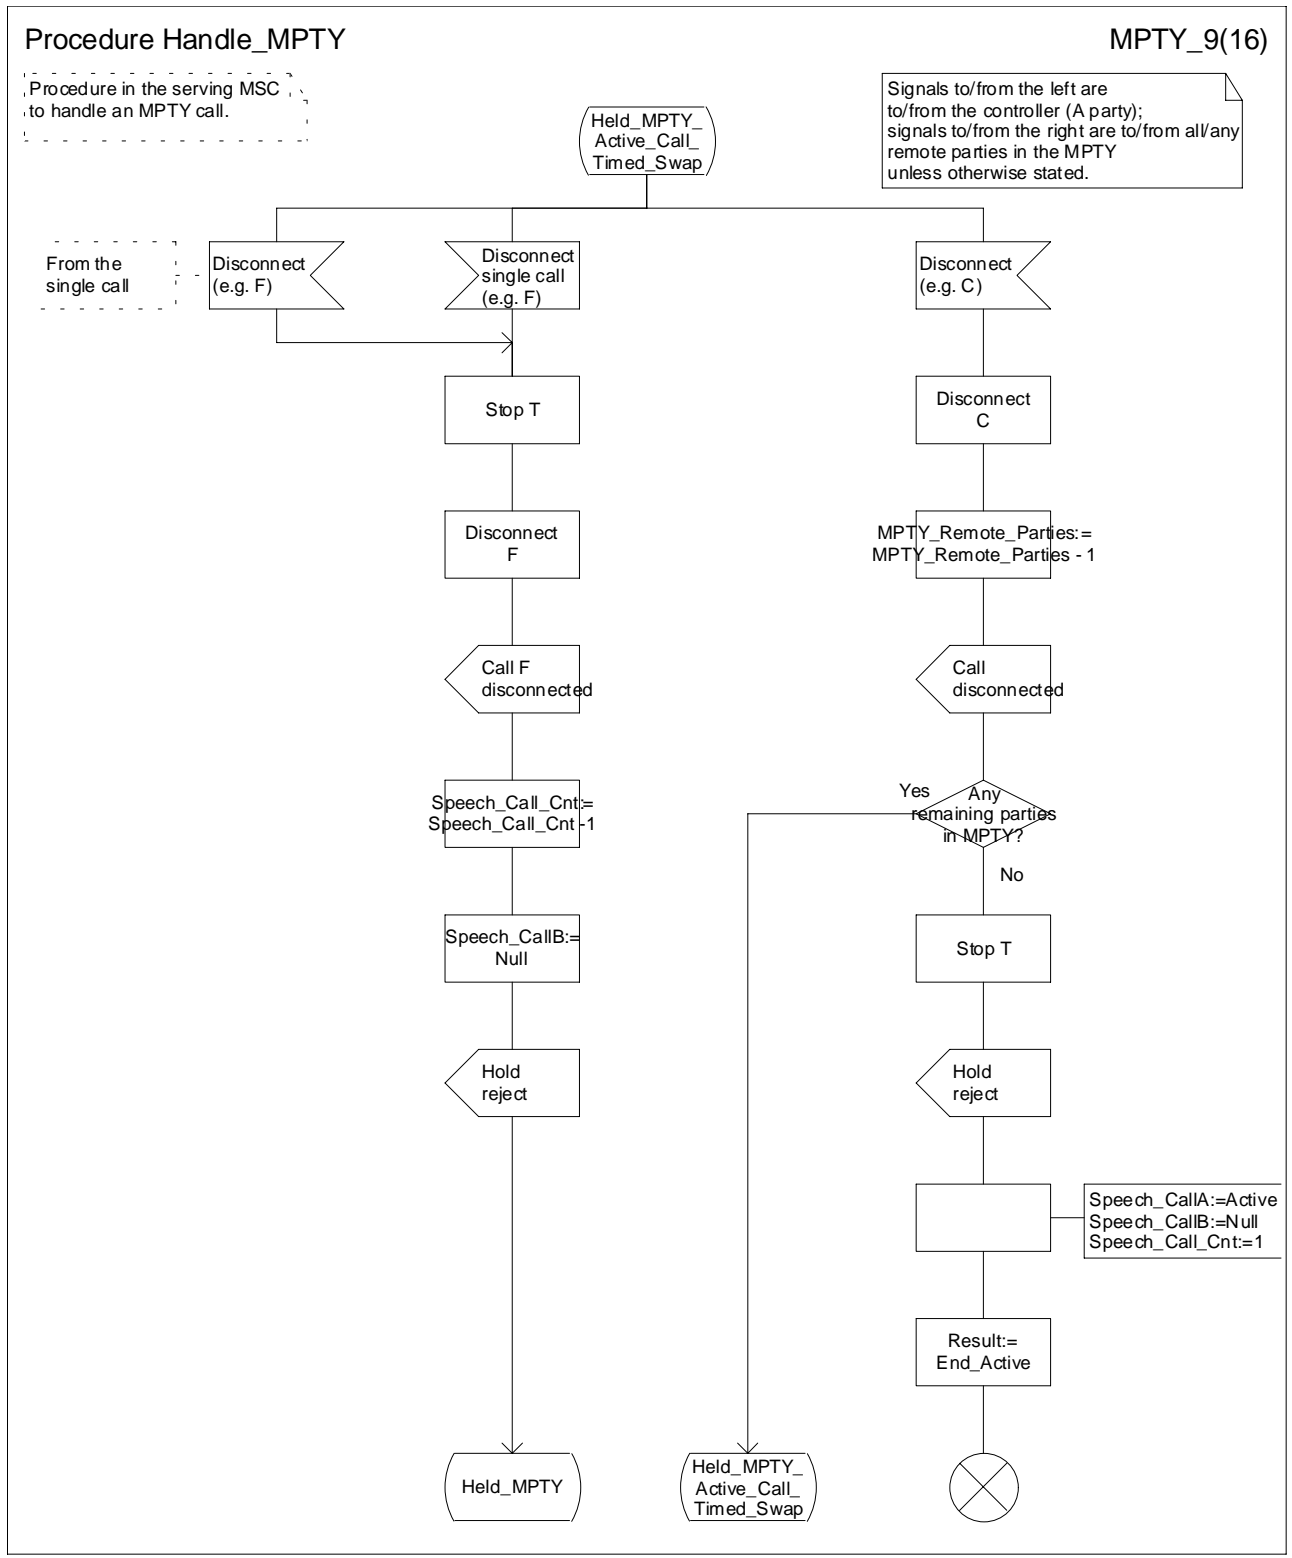 Procedure Handle_MPTY
MPTY_9(16)
Procedure in the serving MSC
to handle an MPTY call.
Signals to/from the left are
to/from the controller (A party);
signals to/from the right are to/from all/any
remote parties in the MPTY
unless otherwise stated.
Held_MPTY_
Active_Call_
Timed_Swap
From the
single call
Disconnect
(e.g. F)
Disconnect
single call
(e.g. F)
Disconnect
(e.g. C)
Stop T
Disconnect
C
Disconnect
F
MPTY_Remote_Parties:=
MPTY_Remote_Parties - 1
Call F
disconnected
Call
disconnected
Speech_Call_Cnt:=
Speech_Call_Cnt -1
Yes
Any
remaining parties
in MPTY?
No
Speech_CallB:=
Null
Stop T
Hold
reject
Hold
reject
Speech_CallA:=Active
Speech_CallB:=Null
Speech_Call_Cnt:=1
Result:=
End_Active
Held_MPTY
Held_MPTY_
Active_Call_
Timed_Swap